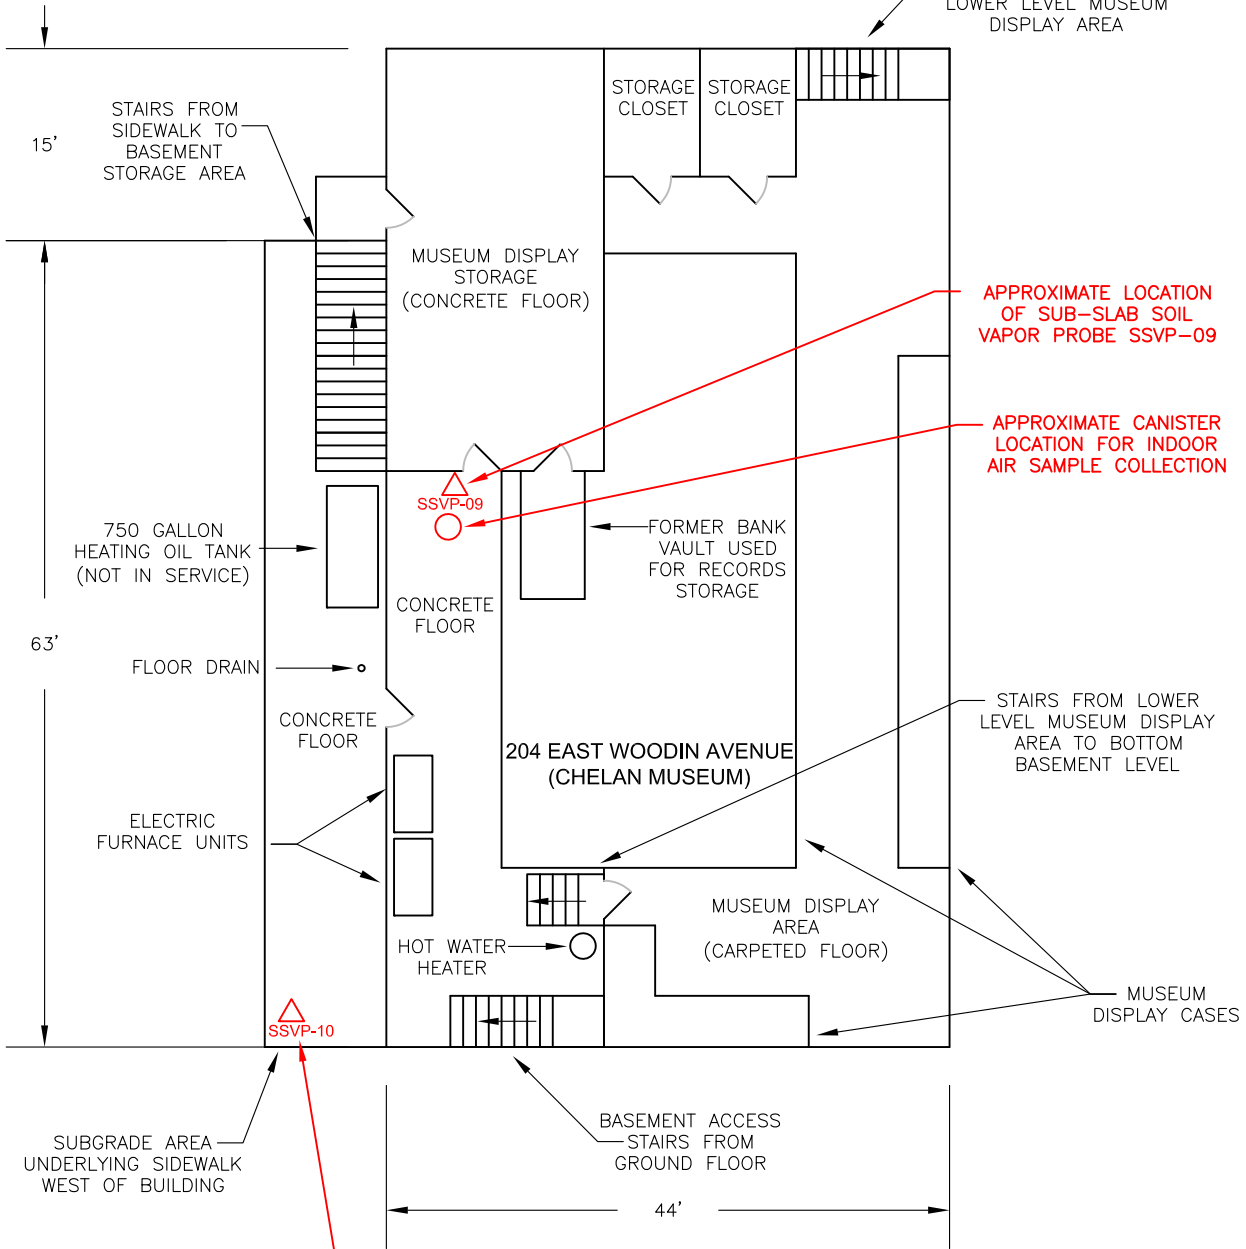 LOWER LEVEL MUSEUM
DISPLAY AREA
STORAGE
CLOSET
STORAGE
CLOSET
STAIRS FROM
SIDEWALK TO
BASEMENT
STORAGE AREA
15'
MUSEUM DISPLAY
STORAGE
(CONCRETE FLOOR)
APPROXIMATE LOCATION
OF SUB-SLAB SOIL
VAPOR PROBE SSVP-09
APPROXIMATE CANISTER
LOCATION FOR INDOOR
AIR SAMPLE COLLECTION
SSVP-09
750 GALLON
HEATING OIL TANK
(NOT IN SERVICE)
FORMER BANK
VAULT USED
FOR RECORDS
STORAGE
CONCRETE
FLOOR
63'
FLOOR DRAIN
CONCRETE
FLOOR
STAIRS FROM LOWER
LEVEL MUSEUM DISPLAY
AREA TO BOTTOM
BASEMENT LEVEL
204 EAST WOODIN AVENUE
(CHELAN MUSEUM)
ELECTRIC
FURNACE UNITS
MUSEUM DISPLAY
AREA
(CARPETED FLOOR)
HOT WATER
HEATER
MUSEUM
DISPLAY CASES
SSVP-10
SUBGRADE AREA
UNDERLYING SIDEWALK
WEST OF BUILDING
BASEMENT ACCESS
STAIRS FROM
GROUND FLOOR
44'